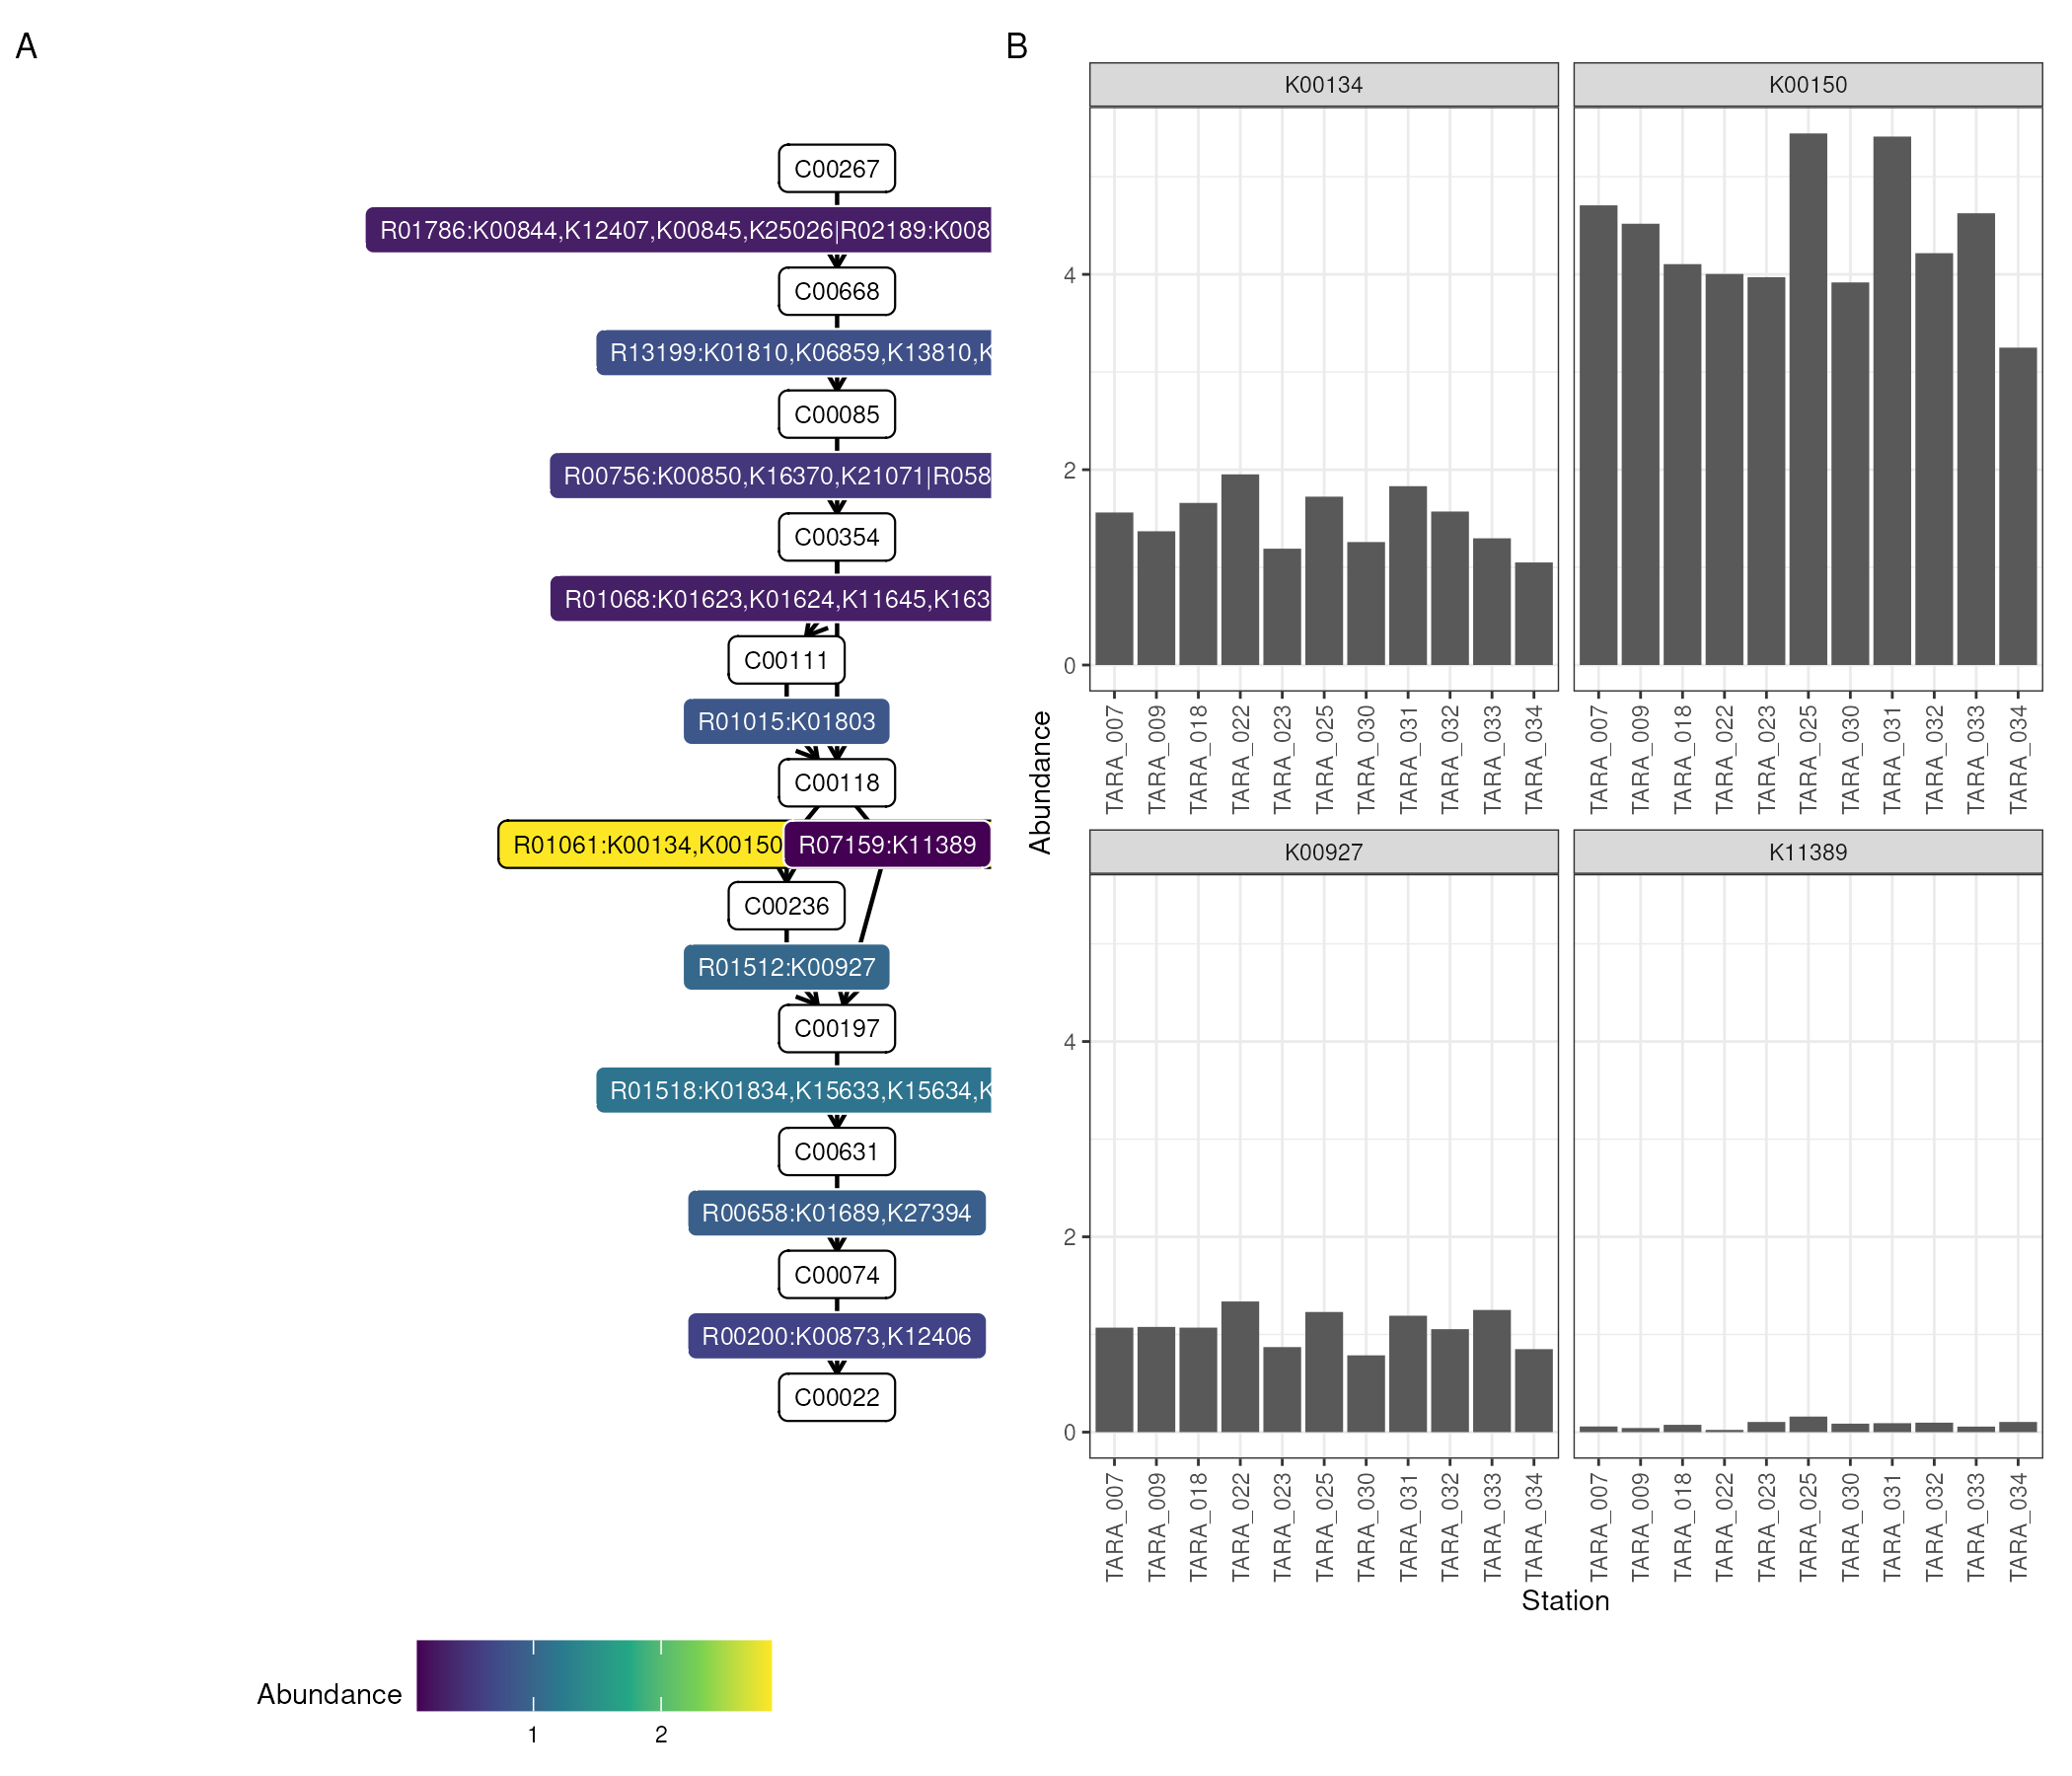 A
C00267
R01786:K00844,K12407,K00845,K25026|R02189:K008
C00668
R13199:K01810,K06859,K13810,K
C00085
R00756:K00850,K16370,K21071|R058
C00354
R01068:K01623,K01624,K11645,K163
C00111
R01015:K01803
C00118
R01061:K00134,K00150
R07159:K11389
C00236
R01512:K00927
C00197
R01518:K01834,K15633,K15634,K
C00631
R00658:K01689,K27394
C00074
R00200:K00873,K12406
C00022
Abundance
1
2
B
K00134
K00150
4
2
0
TARA_007
TARA_009
TARA_018
TARA_022
TARA_023
TARA_025
TARA_030
TARA_031
TARA_032
TARA_033
TARA_034
TARA_007
TARA_009
TARA_018
TARA_022
TARA_023
TARA_025
TARA_030
TARA_031
TARA_032
TARA_033
TARA_034
Abundance
K00927
K11389
4
2
0
TARA_007
TARA_009
TARA_018
TARA_022
TARA_023
TARA_025
TARA_030
TARA_031
TARA_032
TARA_033
TARA_034
TARA_007
TARA_009
TARA_018
TARA_022
TARA_023
TARA_025
TARA_030
TARA_031
TARA_032
TARA_033
TARA_034
Station